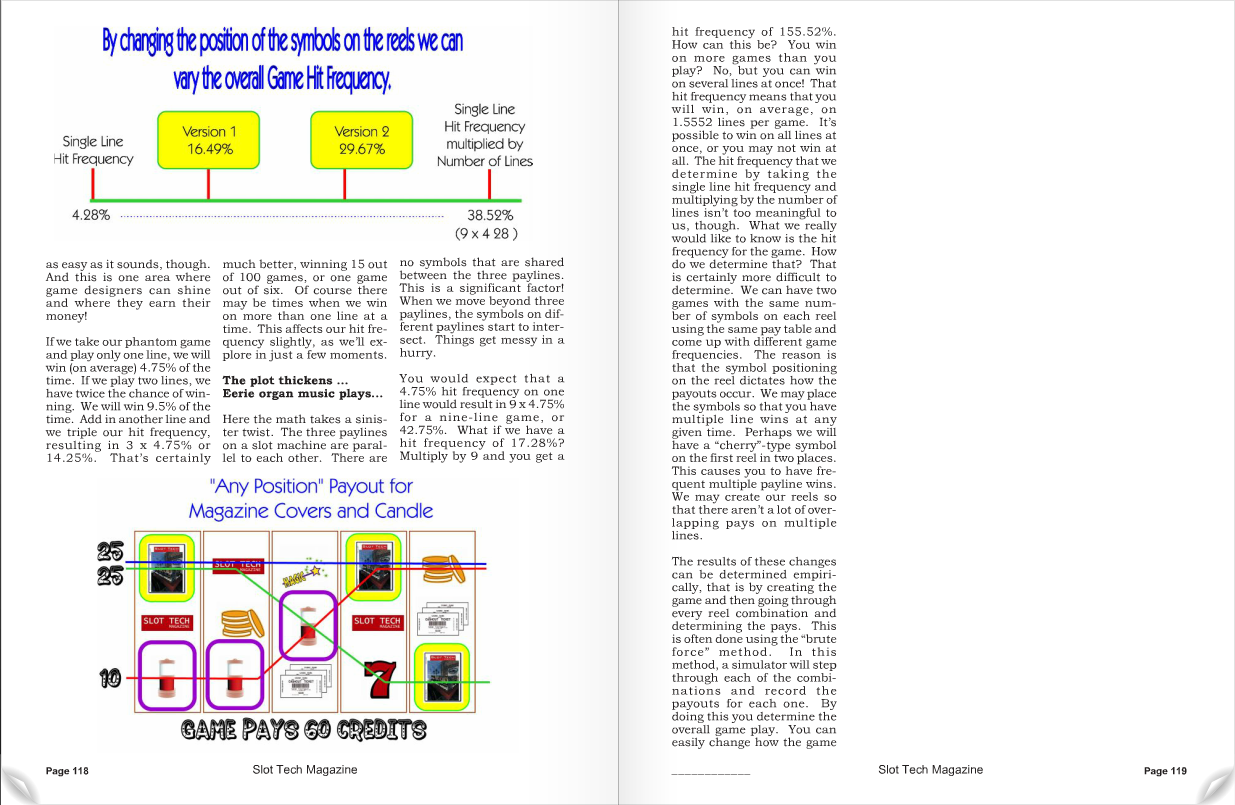 By changing the position of the symbols on the reels we can
vary the overall Game Hit Frequency.
Single Line
Hit Frequency
Version 1
16.49%
Version 2
29.67%
Single Line
Hit Frequency
multiplied by
Number of Lines
4.28%
38.52%
(9 x 4 28 )
as easy as it sounds, though.
And this is one area where
game designers can shine
and where they earn their
money!
If we take our phantom game
and play only one line, we will
win (on average) 4.75% of the
time. If we play two lines, we
have twice the chance of win-
ning. We will win 9.5% of the
time. Add in another line and
we triple our hit frequency,
resulting in 3 x 4.75% or
14.25%. That's certainly
much better, winning 15 out
of 100 games, or one game
out of six. Of course there
may be times when we win
on more than one line at a
time. This affects our hit fre-
quency slightly, as we'll ex-
plore in just a few moments.
The plot thickens ...
Eerie organ music plays...
Here the math takes a sinis-
ter twist. The three paylines
on a slot machine are paral-
lel to each other. There are
no symbols that are shared
between the three paylines.
This is a significant factor!
When we move beyond three
paylines, the symbols on dif-
ferent paylines start to inter-
sect. Things get messy in a
hurry.
You would expect that a
4.75% hit frequency on one
line would result in 9 x 4.75%
for a nine-line game, or
42.75%. What if we have a
hit frequency of 17.28%?
Multiply by 9 and you get a
"Any Position" Payout for
Magazine Covers and Candle
25
25
10
SLOT TECH
MAGAZINE
SLOT TECH
MAGAZINE
SLOT TECH
MAGAZINE
7
GAME PAYS 60 CREDITS
Page 118
Slot Tech Magazine
hit frequency of 155.52%.
How can this be? You win
on more games than you
play? No, but you can win
on several lines at once! That
hit frequency means that you
will win, on average, on
1.5552 lines per game. It's
possible to win on all lines at
once, or you may not win at
all. The hit frequency that we
determine by taking the
single line hit frequency and
multiplying by the number of
lines isn't too meaningful to
us, though. What we really
would like to know is the hit
frequency for the game. How
do we determine that? That
is certainly more difficult to
determine. We can have two
games with the same num-
ber of symbols on each reel
using the same pay table and
come up with different game
frequencies. The reason is
that the symbol positioning
on the reel dictates how the
payouts occur. We may place
the symbols so that you have
multiple line wins at any
given time. Perhaps we will
have a "cherry"-type symbol
on the first reel in two places.
This causes you to have fre-
quent multiple payline wins.
We may create our reels so
that there aren't a lot of over-
lapping pays on multiple
lines.
The results of these changes
can be determined empiri-
cally, that is by creating the
game and then going through
every reel combination and
determining the pays. This
is often done using the "brute
force" method. In this
method, a simulator will step
through each of the combi-
nations and record the
payouts for each one. By
doing this you determine the
overall game play. You can
easily change how the game
____________
Slot Tech Magazine
Page 119